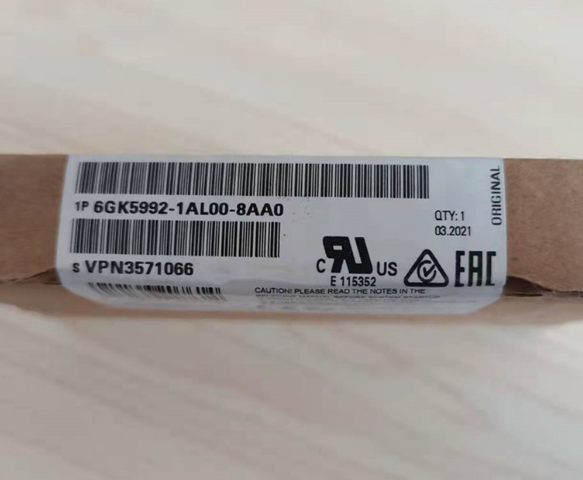 1P 6GK5992-1AL00-8AA0
QTY: 1
03.2021
ORIGINAL
S VPN3571066
C RU US
E 115352
EAC
CAUTION! PLEASE READ THE NOTES IN THE